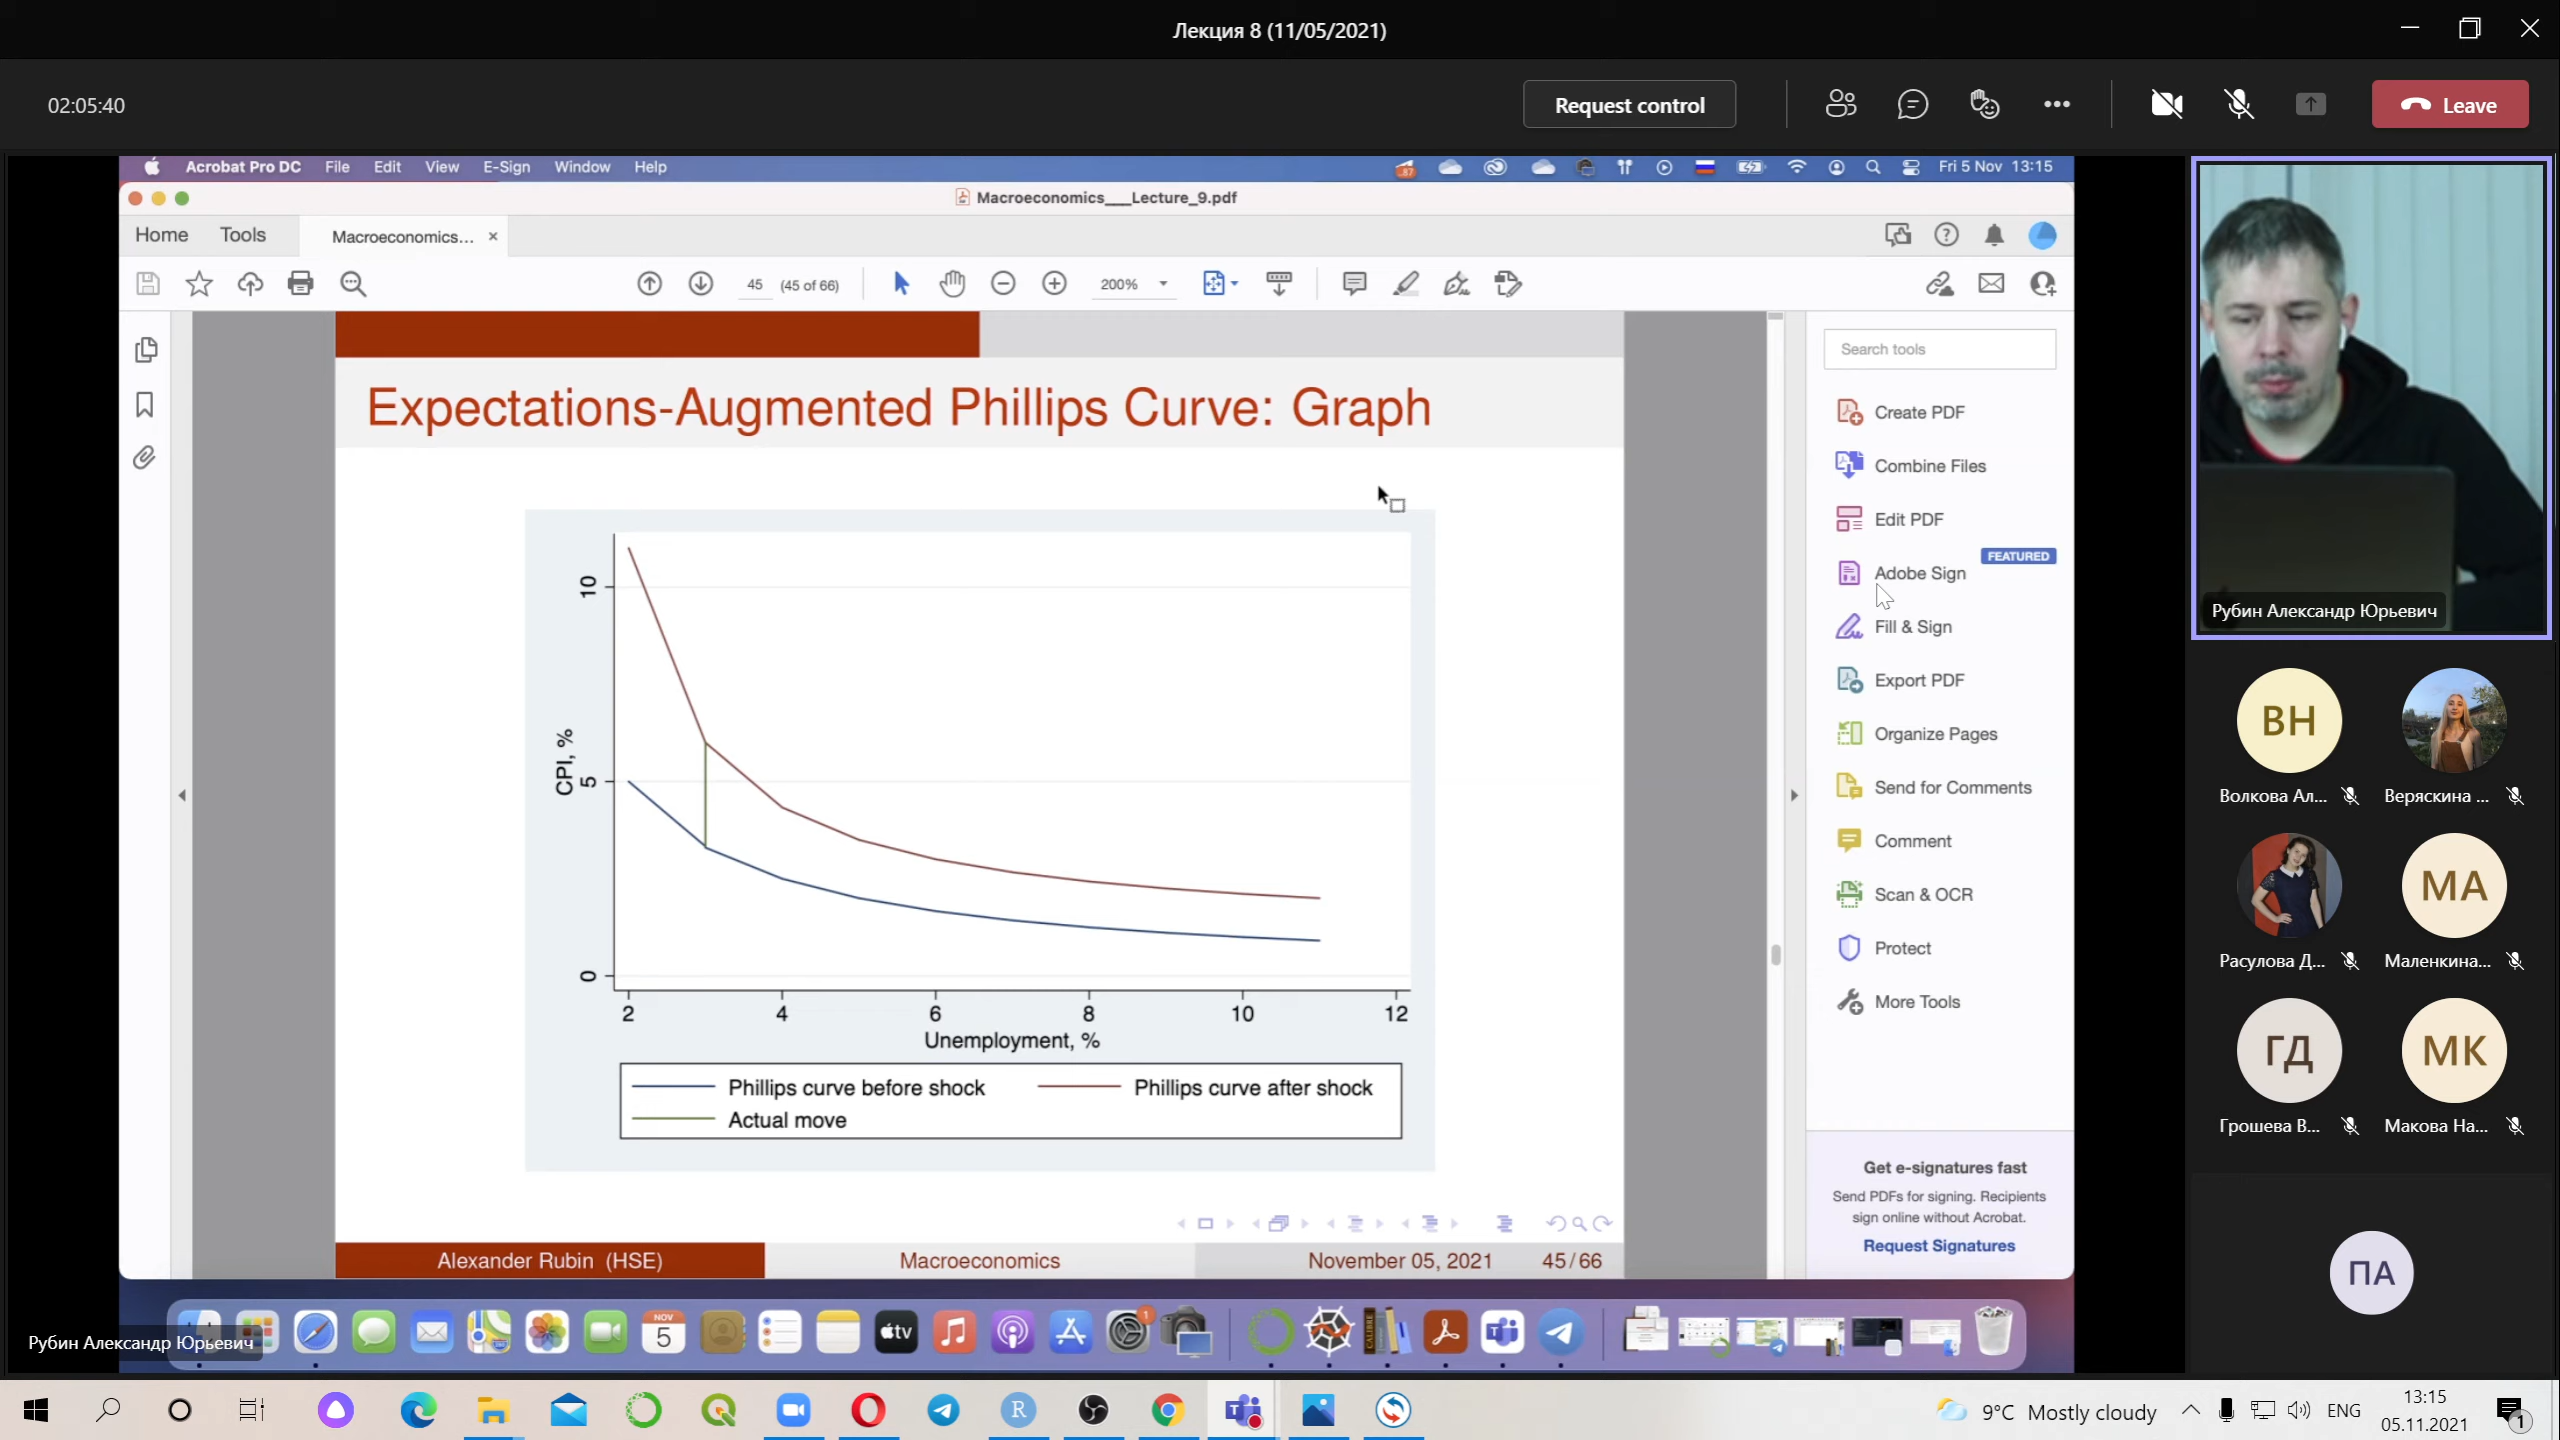 Лекция 8 (11/05/2021)
02:05:40
Request control
Leave
Acrobat Pro DC File Edit View E-Sign Window Help
Fri 5 Nov 13:15
Macroeconomics___Lecture_9.pdf
Home Tools Macroeconomics... ×
45 (45 of 66) 200%
Expectations-Augmented Phillips Curve: Graph
CPI, %
10
5
0
2 4 6 8 10 12
Unemployment, %
Phillips curve before shock Phillips curve after shock
Actual move
Alexander Rubin (HSE) Macroeconomics November 05, 2021 45/66
Search tools
Create PDF
Combine Files
Edit PDF
FEATURED
Adobe Sign
Fill & Sign
Export PDF
Organize Pages
Send for Comments
Comment
Scan & OCR
Protect
More Tools
Get e-signatures fast
Send PDFs for signing. Recipients
sign online without Acrobat.
Request Signatures
Рубин Александр Юрьевич
ВН
Волкова Ал... Веряскина ...
МА
Расулова Д... Маленкина...
ГД МК
Грошева В... Макова На...
ПА
NOV
5
tv
1
Рубин Александр Юрьевич
9°C Mostly cloudy
ENG
13:15
05.11.2021
1